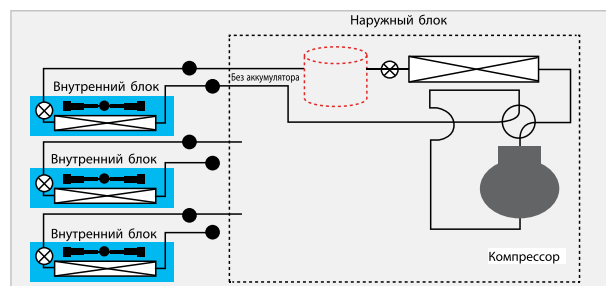 Наружный блок
Без аккумулятора
Внутренний блок
Внутренний блок
Внутренний блок
Компрессор